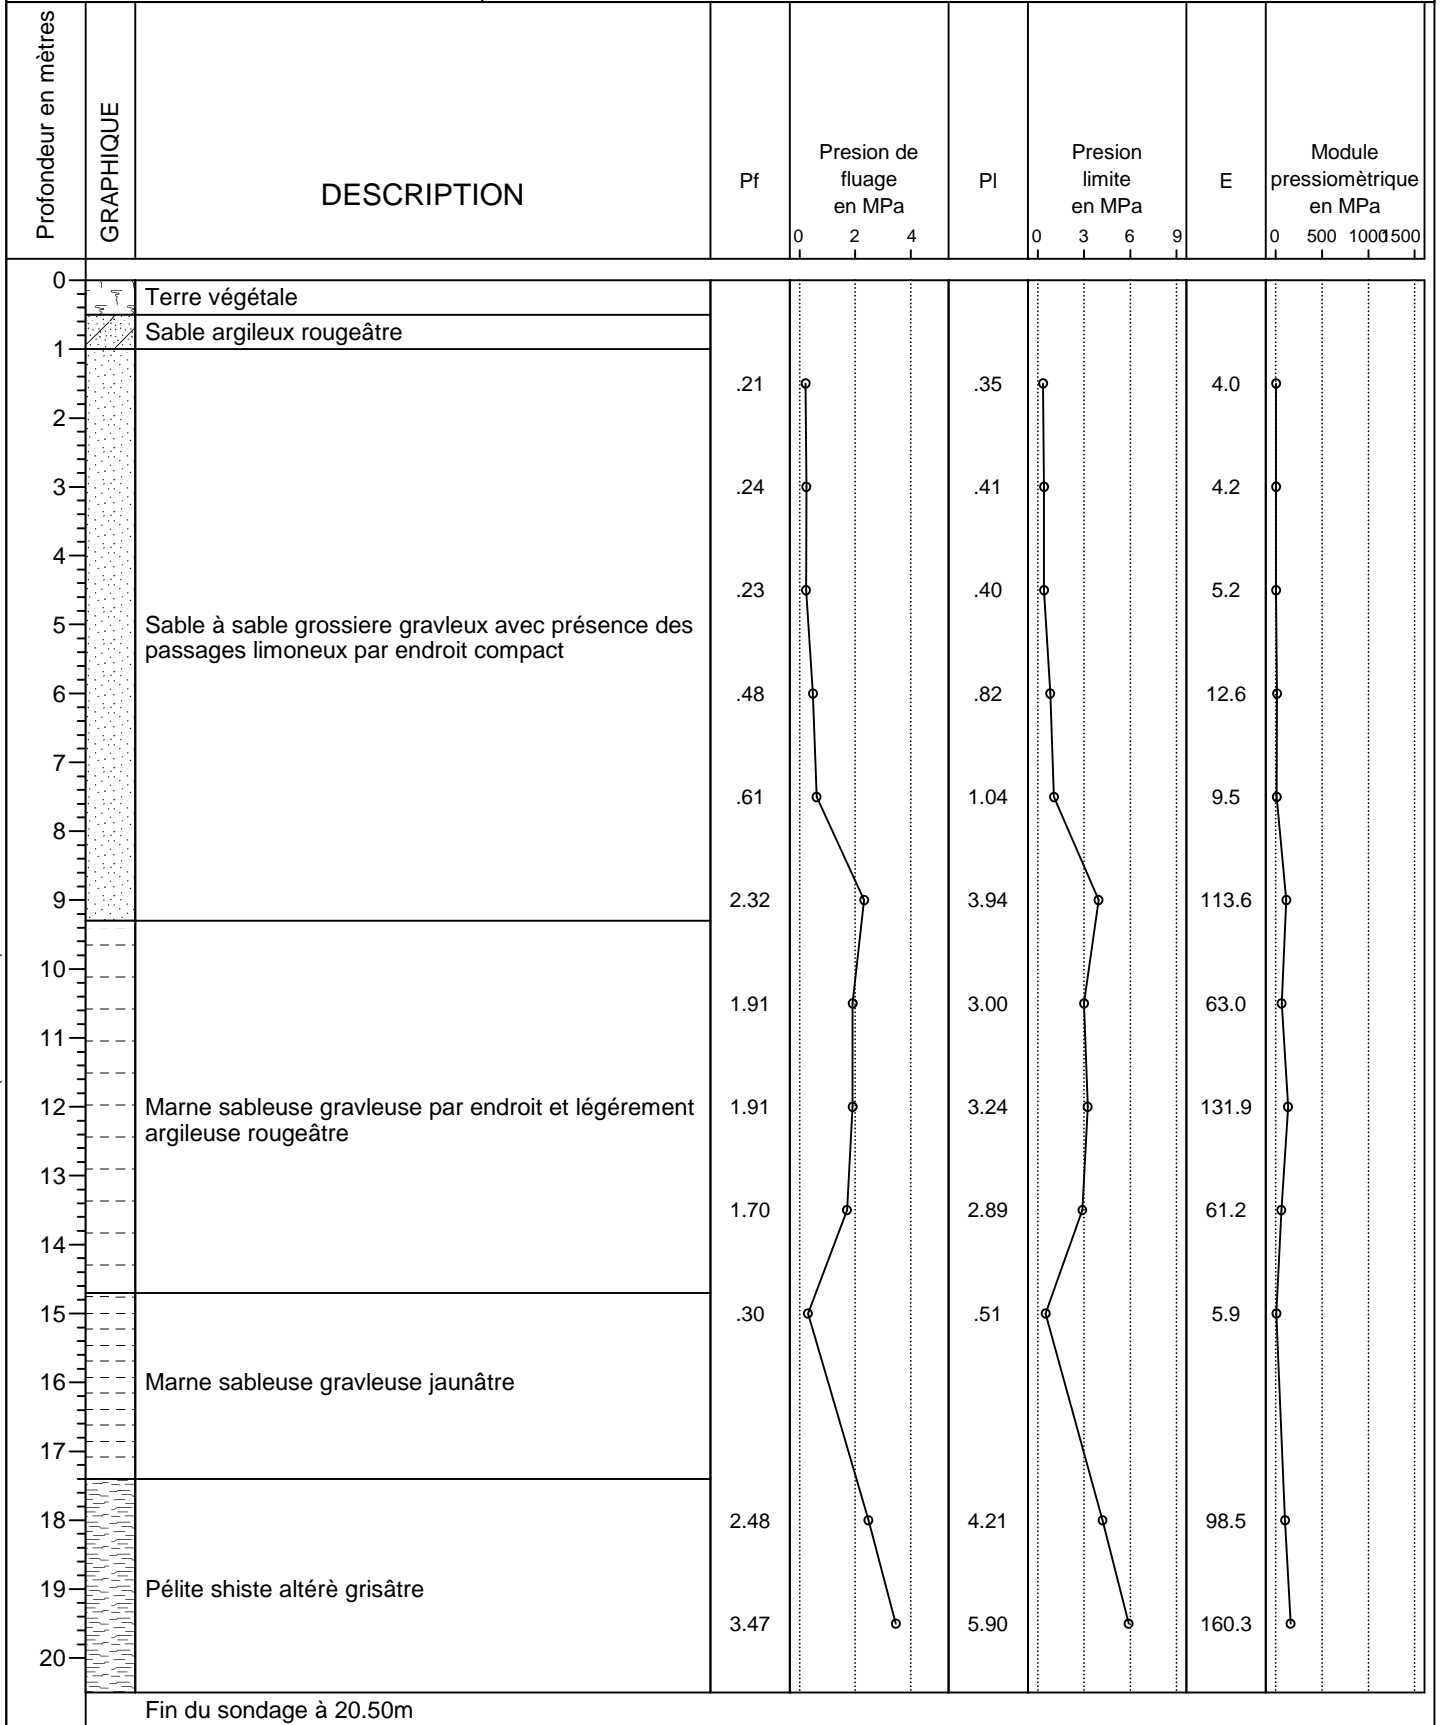 Profondeur en mètres
GRAPHIQUE
DESCRIPTION
Pf
Presion de
fluage
en MPa
0 2 4
Pl
Presion
limite
en MPa
0 3 6 9
E
Module
pressiomètrique
en MPa
0 500 1000 1500
0
Terre végétale
Sable argileux rougeâtre
1
.21 .35 4.0
2
3 .24 .41 4.2
4
.23 .40 5.2
5
Sable à sable grossiere gravleux avec présence des
passages limoneux par endroit compact
6 .48 .82 12.6
7
.61 1.04 9.5
8
9 2.32 3.94 113.6
10
1.91 3.00 63.0
11
12 1.91 3.24 131.9
Marne sableuse gravleuse par endroit et légérement
argileuse rougeâtre
13
1.70 2.89 61.2
14
15 .30 .51 5.9
16 Marne sableuse gravleuse jaunâtre
17
18 2.48 4.21 98.5
19 Pélite shiste altérè grisâtre
3.47 5.90 160.3
20
Fin du sondage à 20.50m